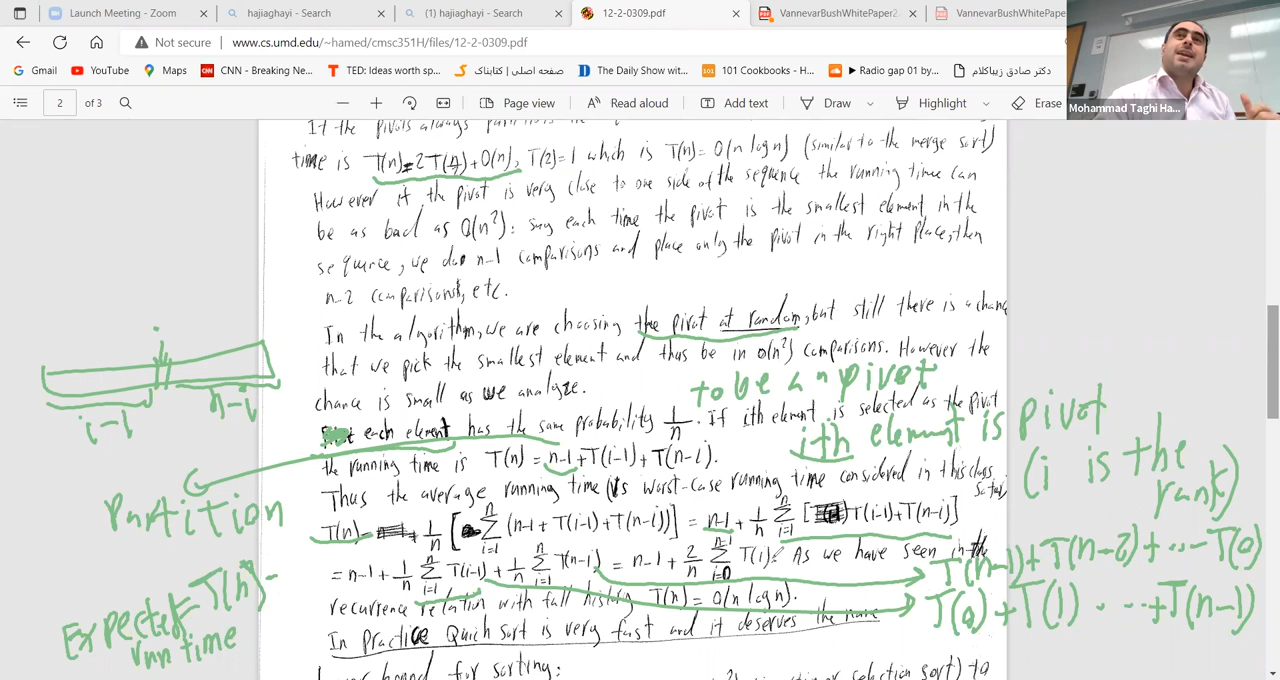 Launch Meeting - Zoom
hajiaghayi - Search
(1) hajiaghayi - Search
12-2-0309.pdf
VannevarBushWhitePaper2
VannevarBushWhitePape
Not secure www.cs.umd.edu/~hamed/cmsc351H/files/12-2-0309.pdf
Gmail YouTube Maps CNN - Breaking Ne... TED: Ideas worth sp... صفحه اصلی | کتابناک The Daily Show wit... 101 Cookbooks - H... Radio gap 01 by... دکتر صادق زیباکلام
2 of 3 Page view Read aloud Add text Draw Highlight Erase
Mohammad Taghi Ha...
If the pivots always partition the
time is T(n)=2T(n/2)+O(n), T(2)=1 which is T(n)=O(n log n) (similar to the merge sort)
However if the pivot is very close to one side of the sequence the running time can
be as bad as O(n²): say each time the pivot is the smallest element in the
sequence, we do n-1 comparisons and place only the pivot in the right place, then
n-2 comparisons, etc.
In the algorithm, we are choosing the pivot at random, but still there is a chanc
that we pick the smallest element and thus be in O(n²) comparisons. However the
chance is small as we analyze.
to be an pivot
each element has the same probability 1/n. If ith element is selected as the pivot
ith element is pivot
(i is the rank)
the running time is T(n) = n-1 + T(i-1) + T(n-i).
Thus the average running time (vs worst-case running time considered in this class
T(n) 1/n [ Σ_{i=1}^{n} (n-1+T(i-1)+T(n-i))] = n-1 + 1/n Σ_{i=1}^{n} [T(i-1)+T(n-i)]
= n-1 + 1/n Σ_{i=1}^{n} T(i-1) + 1/n Σ_{i=1}^{n} T(n-i) = n-1 + 2/n Σ_{i=0}^{n-1} T(i). As we have seen in the
recurrence relation with full history T(n) = O(n log n).
In practice Quick sort is very fast and it deserves the name
bound for sorting:
i
i-1
n-i
Partition
Expected = T(n)
run time
T(n-1)+T(n-2)+...T(0)
T(0)+T(1)...+T(n-1)